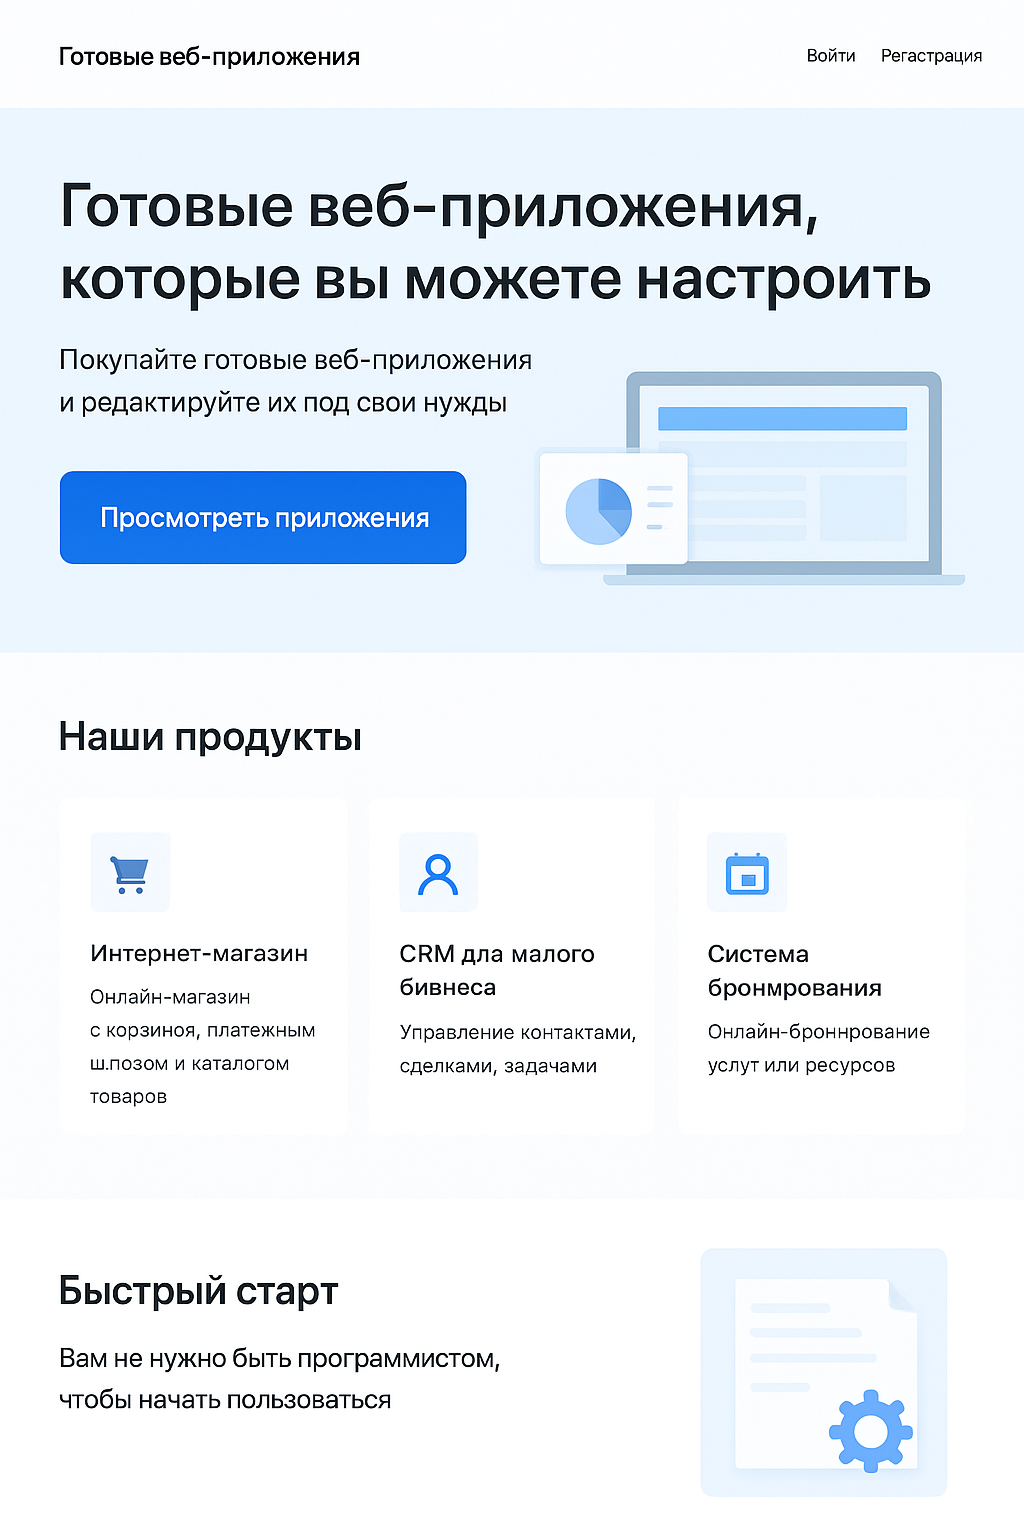 Готовые веб-приложения
Войти Регастрация
Готовые веб-приложения,
которые вы можете настроить
Покупайте готовые веб-приложения
и редактируйте их под свои нужды
Просмотреть приложения
Наши продукты
Интернет-магазин
Онлайн-магазин
с корзиноя, платежным
ш.позом и каталогом
товаров
CRM дла малого
бивнеса
Управление контактами,
сделками, задачами
Система
бронмрования
Онлайн-броннрование
услуг или ресурсов
Быстрый старт
Вам не нужно быть программистом,
чтобы начать пользоваться